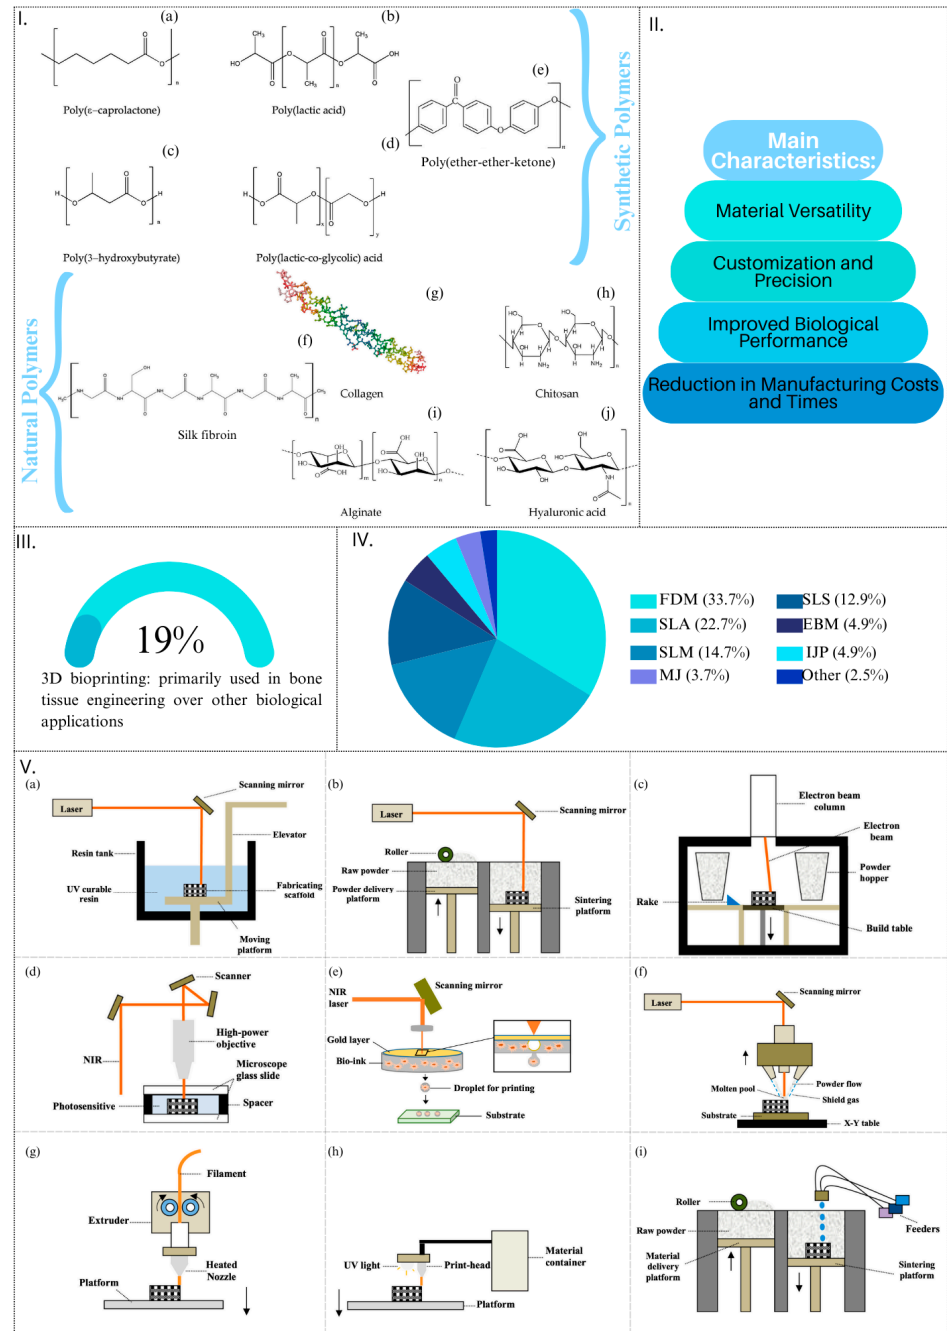 I.
(a)
O
O
n
Poly(ε–caprolactone)
(b)
CH₃
HO
O
O
CH₃
O
n
O
CH₃
OH
O
Poly(lactic acid)
(c)
H
O
O
H
n
Poly(3–hydroxybutyrate)
(d)
H
O
O
x
O
O
H
y
Poly(lactic-co-glycolic) acid
(e)
O
C
O
O
n
Poly(ether-ether-ketone)
Synthetic Polymers
Natural Polymers
(f)
Silk fibroin
(g)
Collagen
(h)
Chitosan
(i)
Alginate
(j)
Hyaluronic acid
II.
Main
Characteristics:
Material Versatility
Customization and
Precision
Improved Biological
Performance
Reduction in Manufacturing Costs
and Times
III.
19%
3D bioprinting: primarily used in bone
tissue engineering over other biological
applications
IV.
FDM (33.7%)
SLS (12.9%)
SLA (22.7%)
EBM (4.9%)
SLM (14.7%)
IJP (4.9%)
MJ (3.7%)
Other (2.5%)
V.
(a)
Scanning mirror
Laser
Elevator
Resin tank
UV curable
resin
Fabricating
scaffold
Moving
platform
(b)
Scanning mirror
Laser
Roller
Raw powder
Powder delivery
platform
Sintering
platform
(c)
Electron beam
column
Electron
beam
Powder
hopper
Rake
Build table
(d)
Scanner
High-power
objective
NIR
Microscope
glass slide
Photosensitive
Spacer
(e)
NIR
laser
Scanning mirror
Gold layer
Bio-ink
Droplet for printing
Substrate
(f)
Scanning mirror
Laser
Powder flow
Molten pool
Shield gas
Substrate
X-Y table
(g)
Filament
Extruder
Heated
Nozzle
Platform
(h)
UV light
Print-head
Material
container
Platform
(i)
Roller
Raw powder
Feeders
Material
delivery
platform
Sintering
platform